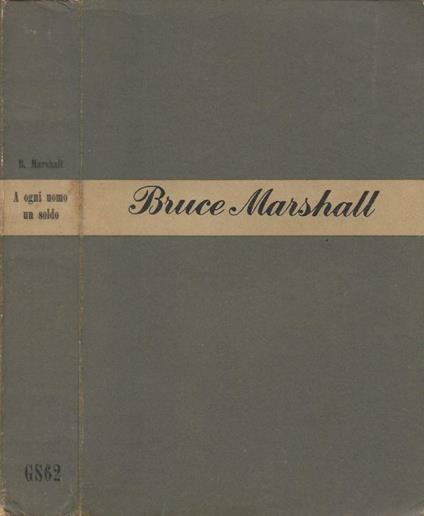 B. Marshall
A ogni uomo
un soldo
GS62
Bruce Marshall